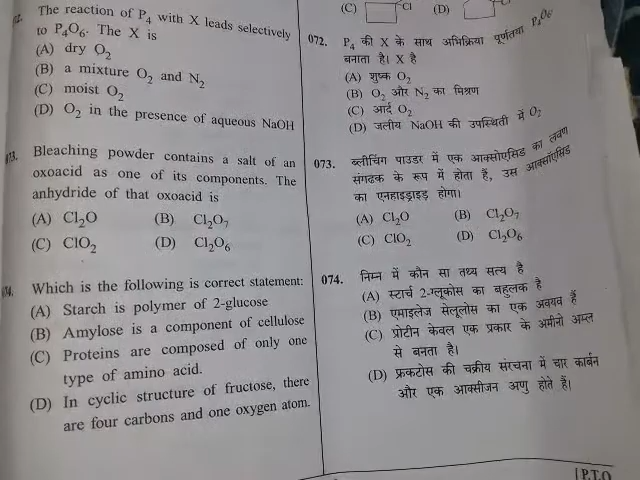 The reaction of P₄ with X leads selectively
to P₄O₆. The X is
(A) dry O₂
(B) a mixture O₂ and N₂
(C) moist O₂
(D) O₂ in the presence of aqueous NaOH
Bleaching powder contains a salt of an
oxoacid as one of its components. The
anhydride of that oxoacid is
(A) Cl₂O (B) Cl₂O₇
(C) ClO₂ (D) Cl₂O₆
Which is the following is correct statement:
(A) Starch is polymer of 2-glucose
(B) Amylose is a component of cellulose
(C) Proteins are composed of only one
type of amino acid.
(D) In cyclic structure of fructose, there
are four carbons and one oxygen atom.
(C) Cl (D)
072. P₄ की X के साथ अभिक्रिया पूर्णतया P₄O₆
बनाता है। X है
(A) शुष्क O₂
(B) O₂ और N₂ का मिश्रण
(C) आर्द O₂
(D) जलीय NaOH की उपस्थिती में O₂
073. ब्लीचिंग पाउडर में एक आक्सोएसिड का लवण
संगढक के रूप में होता है, उस आक्सोएसिड
का एनहाइड्राइड होगा।
(A) Cl₂O (B) Cl₂O₇
(C) ClO₂ (D) Cl₂O₆
074. निम्न में कौन सा तथ्य सत्य है
(A) स्टार्च 2-ग्लूकोस का बहुलक है
(B) एमाइलेज सेलूलोस का एक अवयव हैं
(C) प्रोटीन केवल एक प्रकार के अमीनो अम्ल
से बनता है।
(D) फ्रकटोस की चक्रीय संरचना में चार कार्बन
और एक आक्सीजन अणु होते हैं।
P.T.O